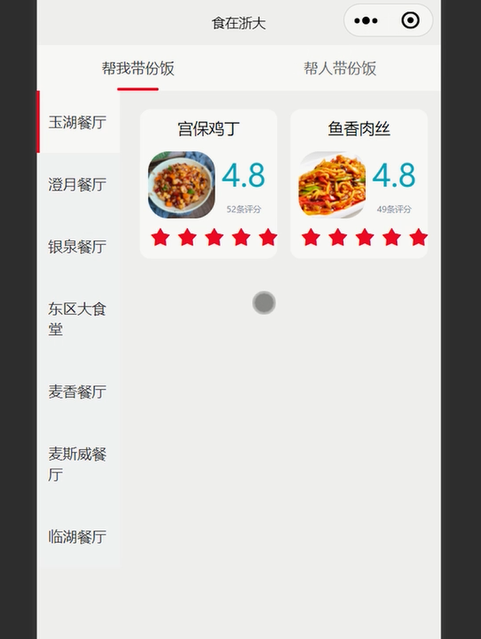 食在浙大
帮我带份饭
帮人带份饭
玉湖餐厅
澄月餐厅
银泉餐厅
东区大食
堂
麦香餐厅
麦斯威餐
厅
临湖餐厅
宫保鸡丁
4.8
52条评分
鱼香肉丝
4.8
49条评分